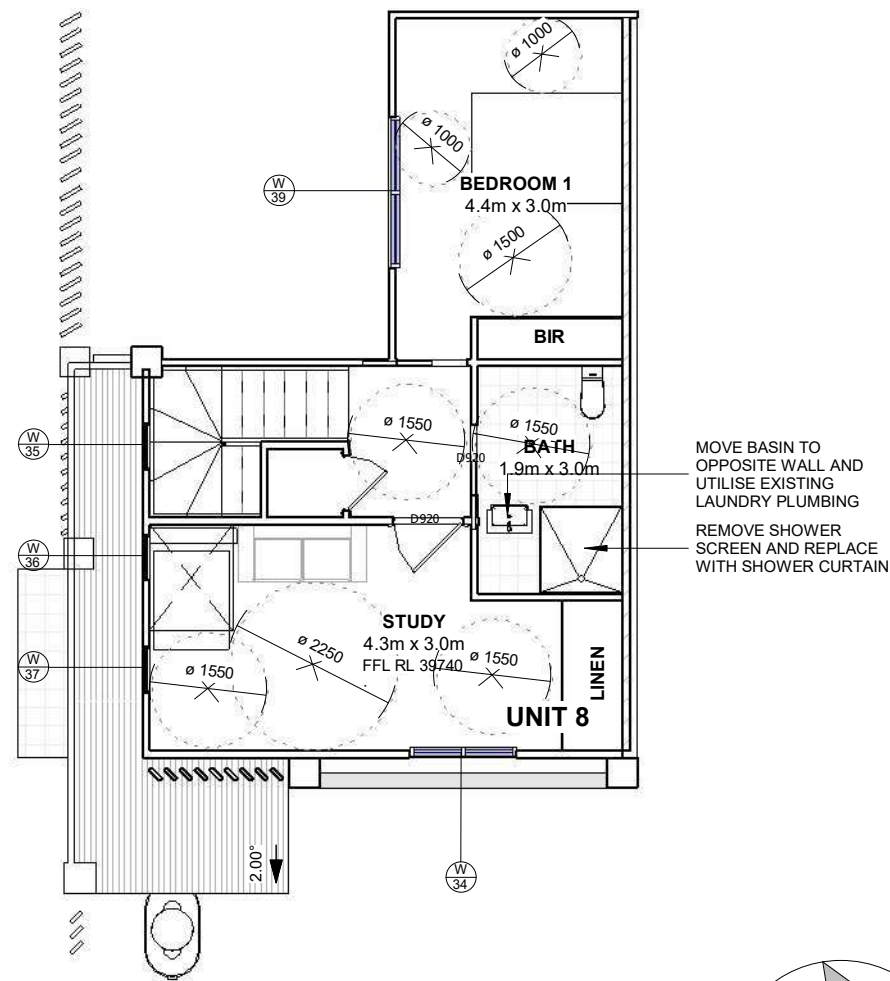 ø 1000
ø 1000
W
39
BEDROOM 1
4.4m x 3.0m
ø 1500
BIR
ø 1550
ø 1550
W
35
D920
BATH
1.9m x 3.0m
MOVE BASIN TO
OPPOSITE WALL AND
UTILISE EXISTING
LAUNDRY PLUMBING
D920
REMOVE SHOWER
SCREEN AND REPLACE
WITH SHOWER CURTAIN
W
36
STUDY
4.3m x 3.0m
FFL RL 39740
ø 2250
ø 1550
ø 1550
W
37
LINEN
UNIT 8
2.00°
W
34